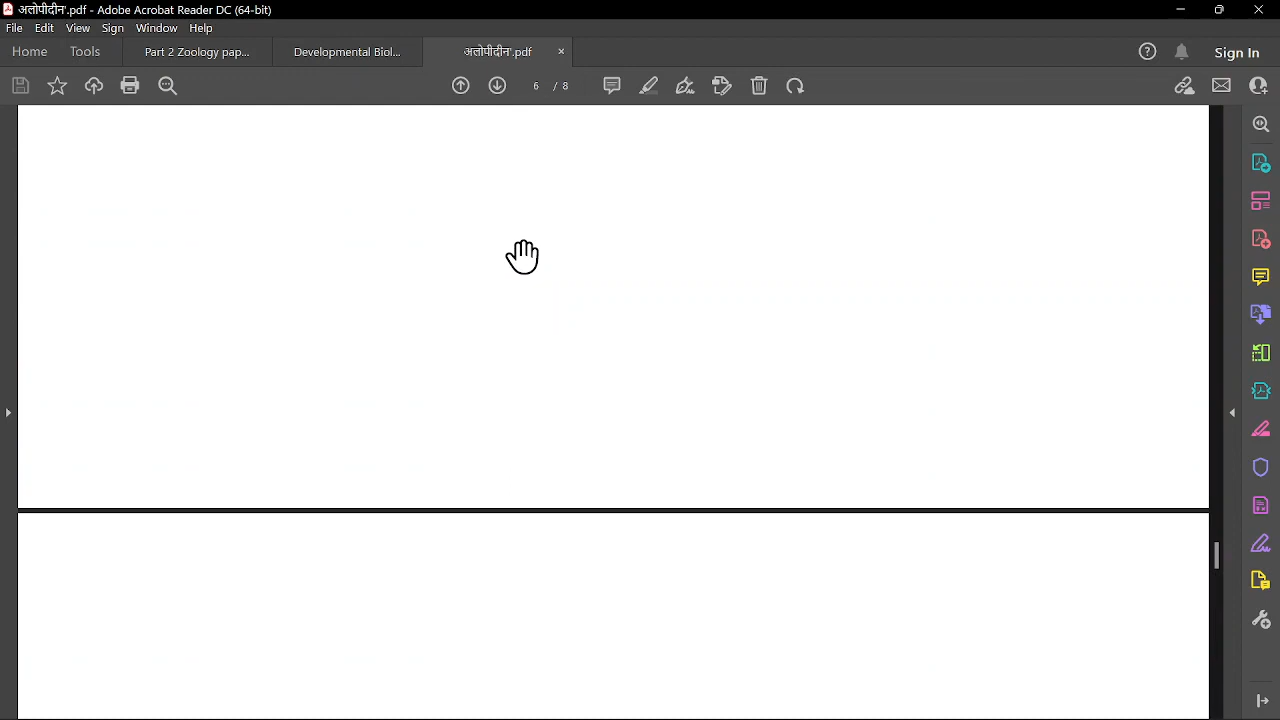 अलोपीदीन.pdf - Adobe Acrobat Reader DC (64-bit)
File Edit View Sign Window Help
Home Tools Part 2 Zoology pap... Developmental Biol... अलोपीदीन.pdf × Sign In
6 / 8